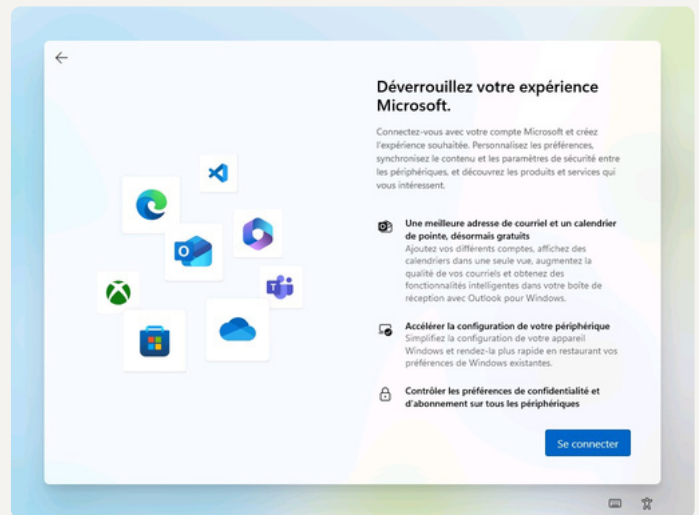 Déverrouillez votre expérience
Microsoft.
Connectez-vous avec votre compte Microsoft et créez
l'expérience souhaitée. Personnalisez les préférences,
synchronisez le contenu et les paramètres de sécurité entre
les périphériques, et découvrez les produits et services qui
vous intéressent.
Une meilleure adresse de courriel et un calendrier
de pointe, désormais gratuits
Ajoutez vos différents comptes, affichez des
calendriers dans une seule vue, augmentez la
qualité de vos courriels et obtenez des
fonctionnalités intelligentes dans votre boîte de
réception avec Outlook pour Windows.
Accélérer la configuration de votre périphérique
Simplifiez la configuration de votre appareil
Windows et rendez-la plus rapide en restaurant vos
préférences de Windows existantes.
Contrôler les préférences de confidentialité et
d'abonnement sur tous les périphériques
Se connecter